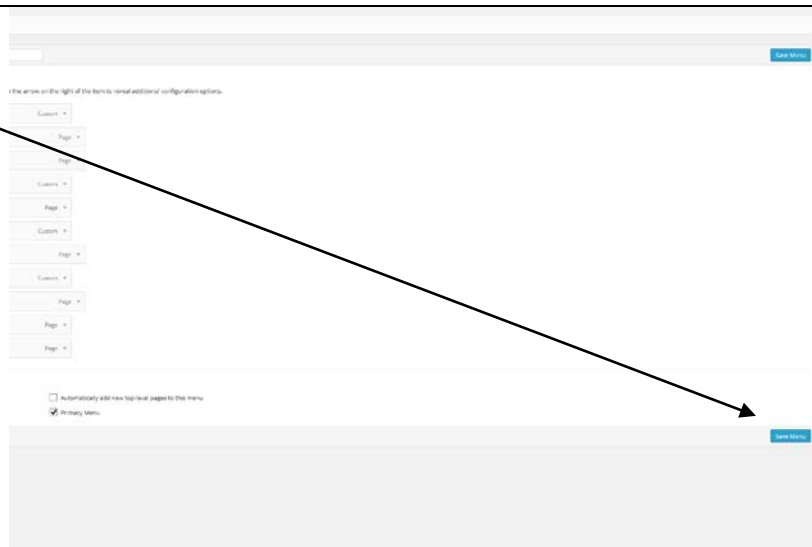 Save Menu
the arrow on the right of the item to reveal additional configuration options.
Custom
Page
Page
Custom
Page
Custom
Page
Custom
Page
Page
Page
Automatically add new top-level pages to this menu
Primary Menu
Save Menu